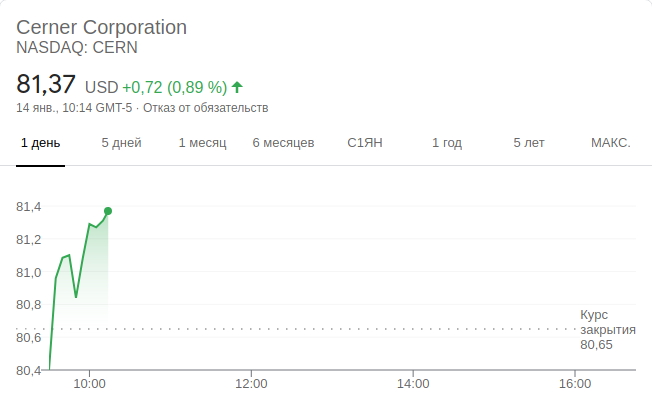 Cerner Corporation
NASDAQ: CERN
81,37 USD +0,72 (0,89 %)
14 янв., 10:14 GMT-5 · Отказ от обязательств
1 день 5 дней 1 месяц 6 месяцев С1ЯН 1 год 5 лет МАКС.
81,4
81,2
81,0
80,8
80,6
80,4
Курс
закрытия
80,65
10:00 12:00 14:00 16:00